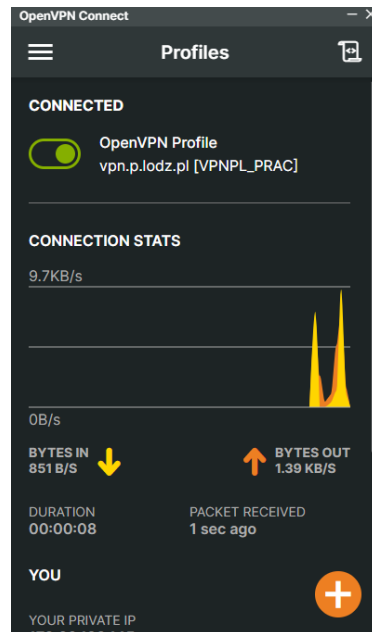 OpenVPN Connect
Profiles
CONNECTED
OpenVPN Profile
vpn.p.lodz.pl [VPNPL_PRAC]
CONNECTION STATS
9.7KB/s
0B/s
BYTES IN
851 B/S
BYTES OUT
1.39 KB/S
DURATION
00:00:08
PACKET RECEIVED
1 sec ago
YOU
YOUR PRIVATE IP